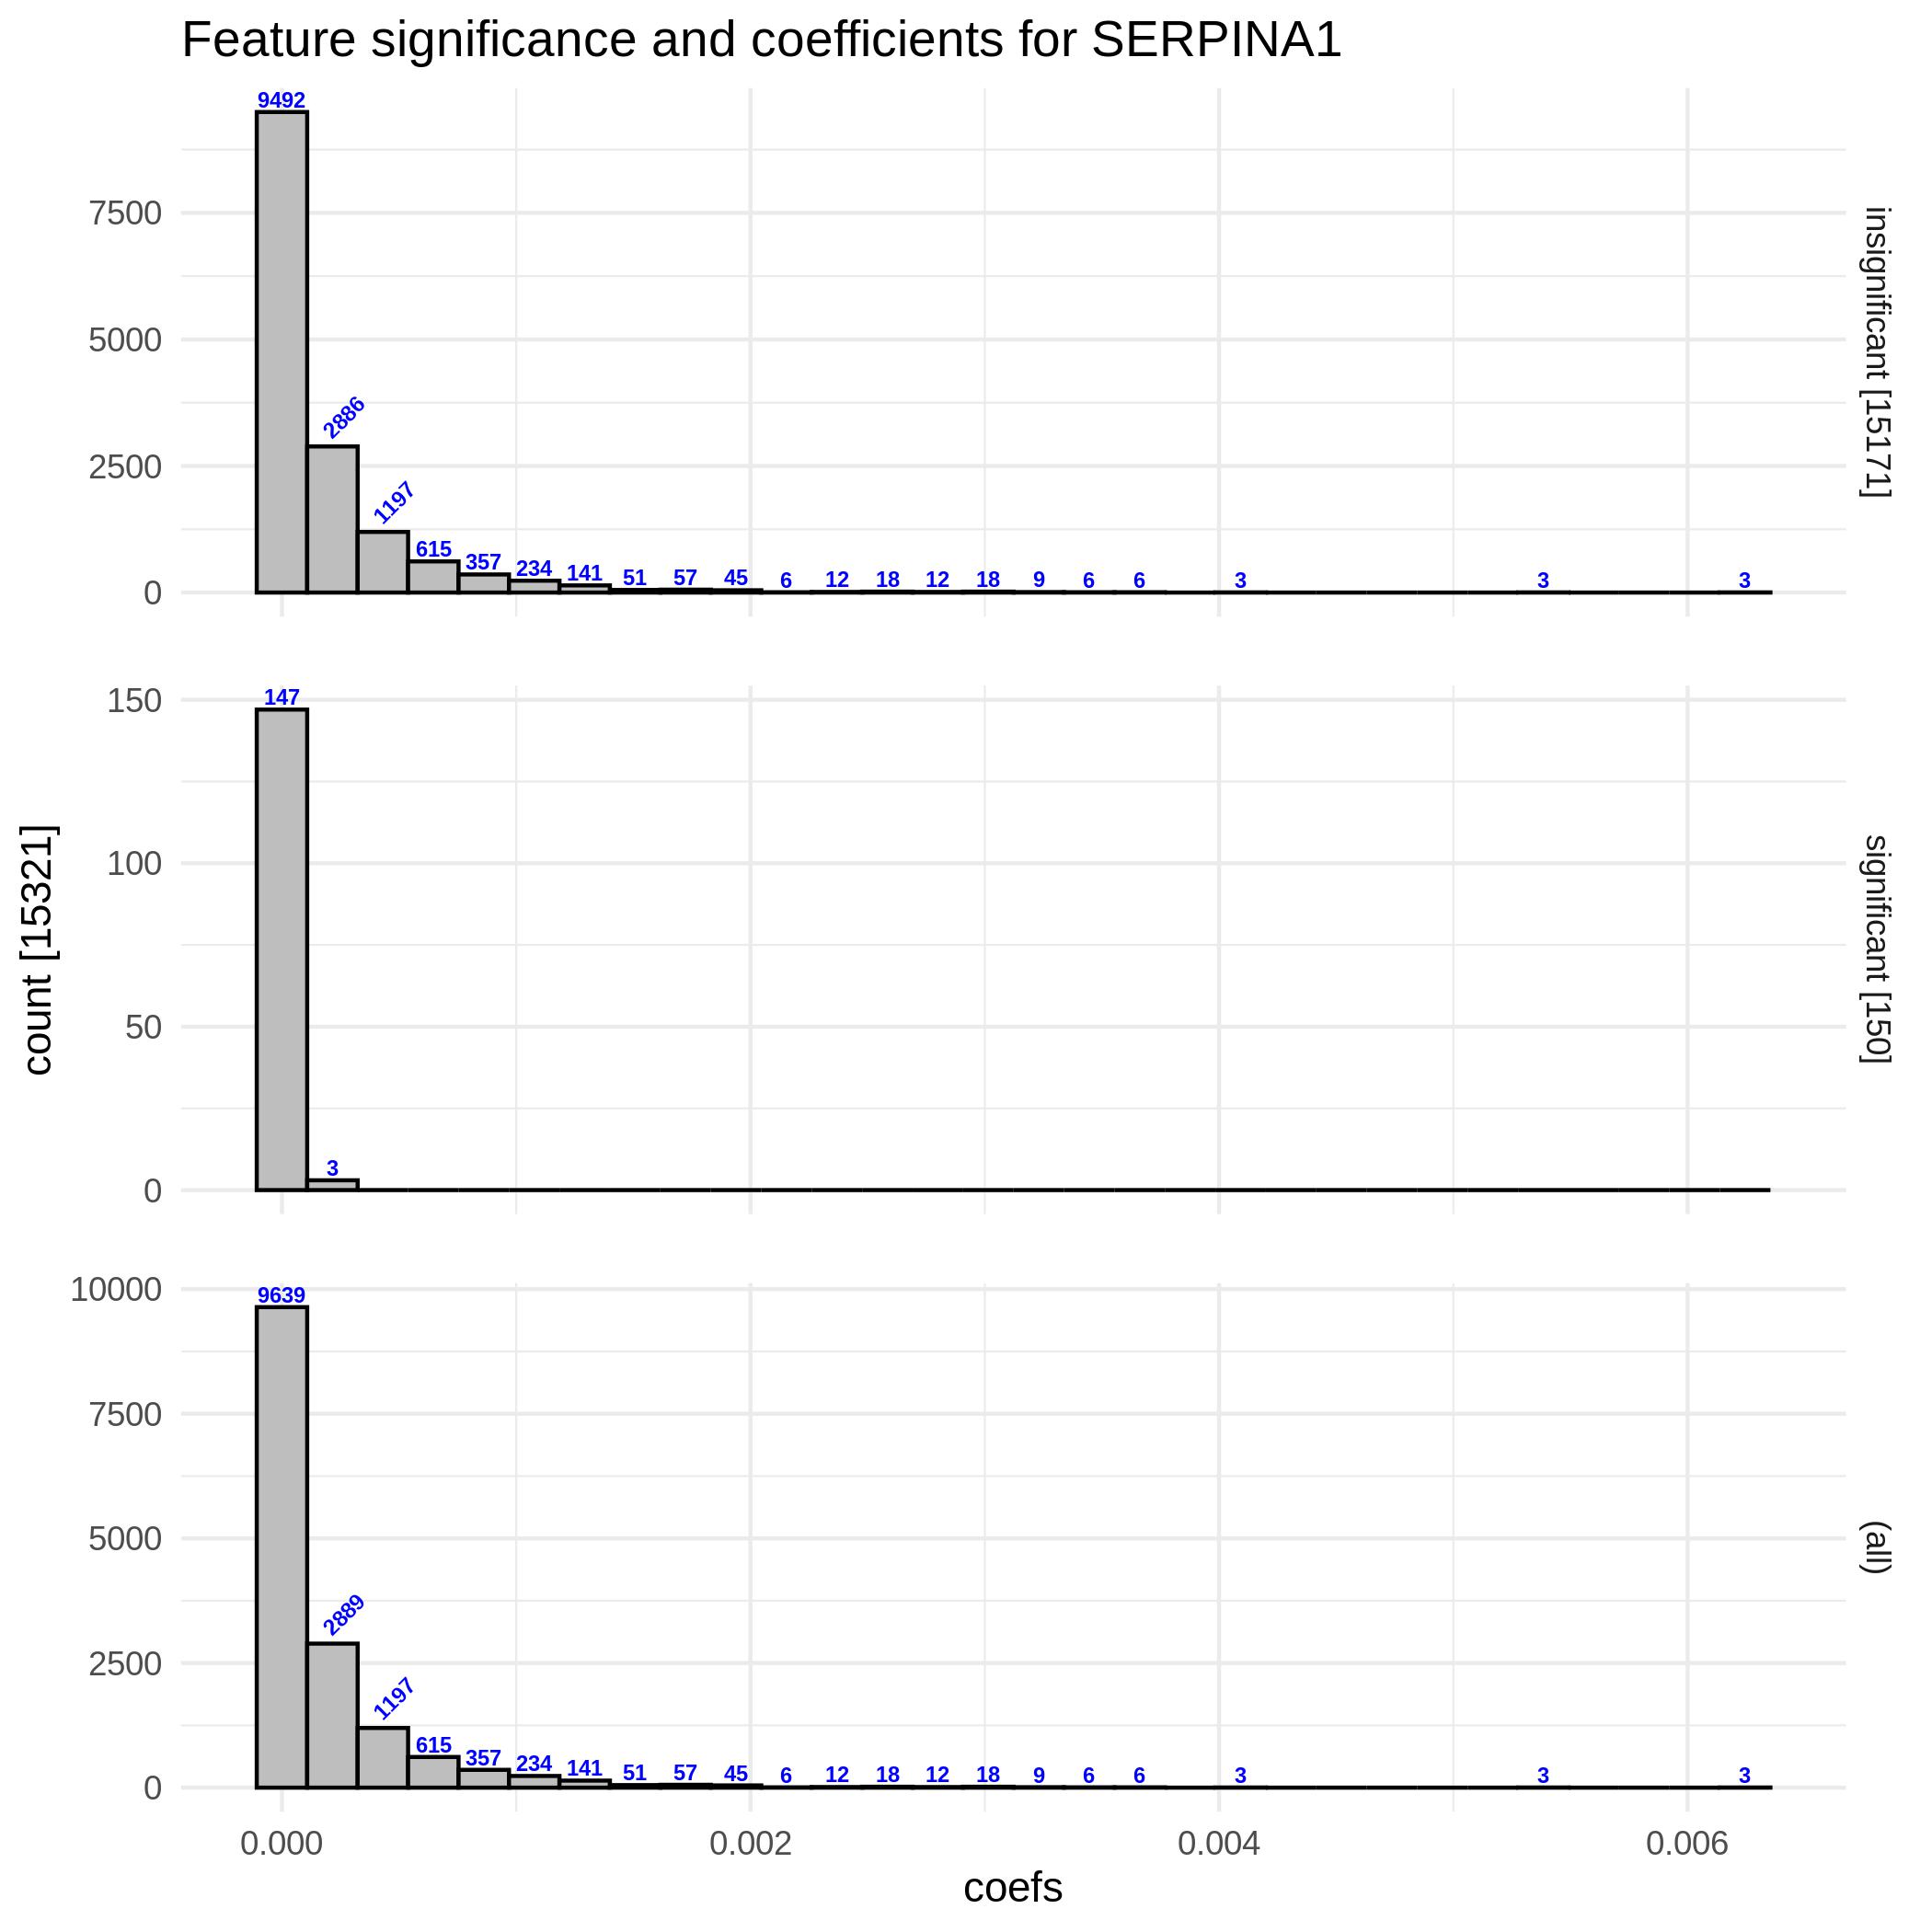 Feature significance and coefficients for SERPINA1
9492
7500
5000
2886
2500
1197
615 357 234 141 51 57 45 6 12 18 12 18 9 6 6 3 3 3
0
insignificant [15171]
150
147
100
50
3
0
significant [150]
count [15321]
10000
9639
7500
5000
2889
2500
1197
615 357 234 141 51 57 45 6 12 18 12 18 9 6 6 3 3 3
0
(all)
0.000 0.002 0.004 0.006
coefs